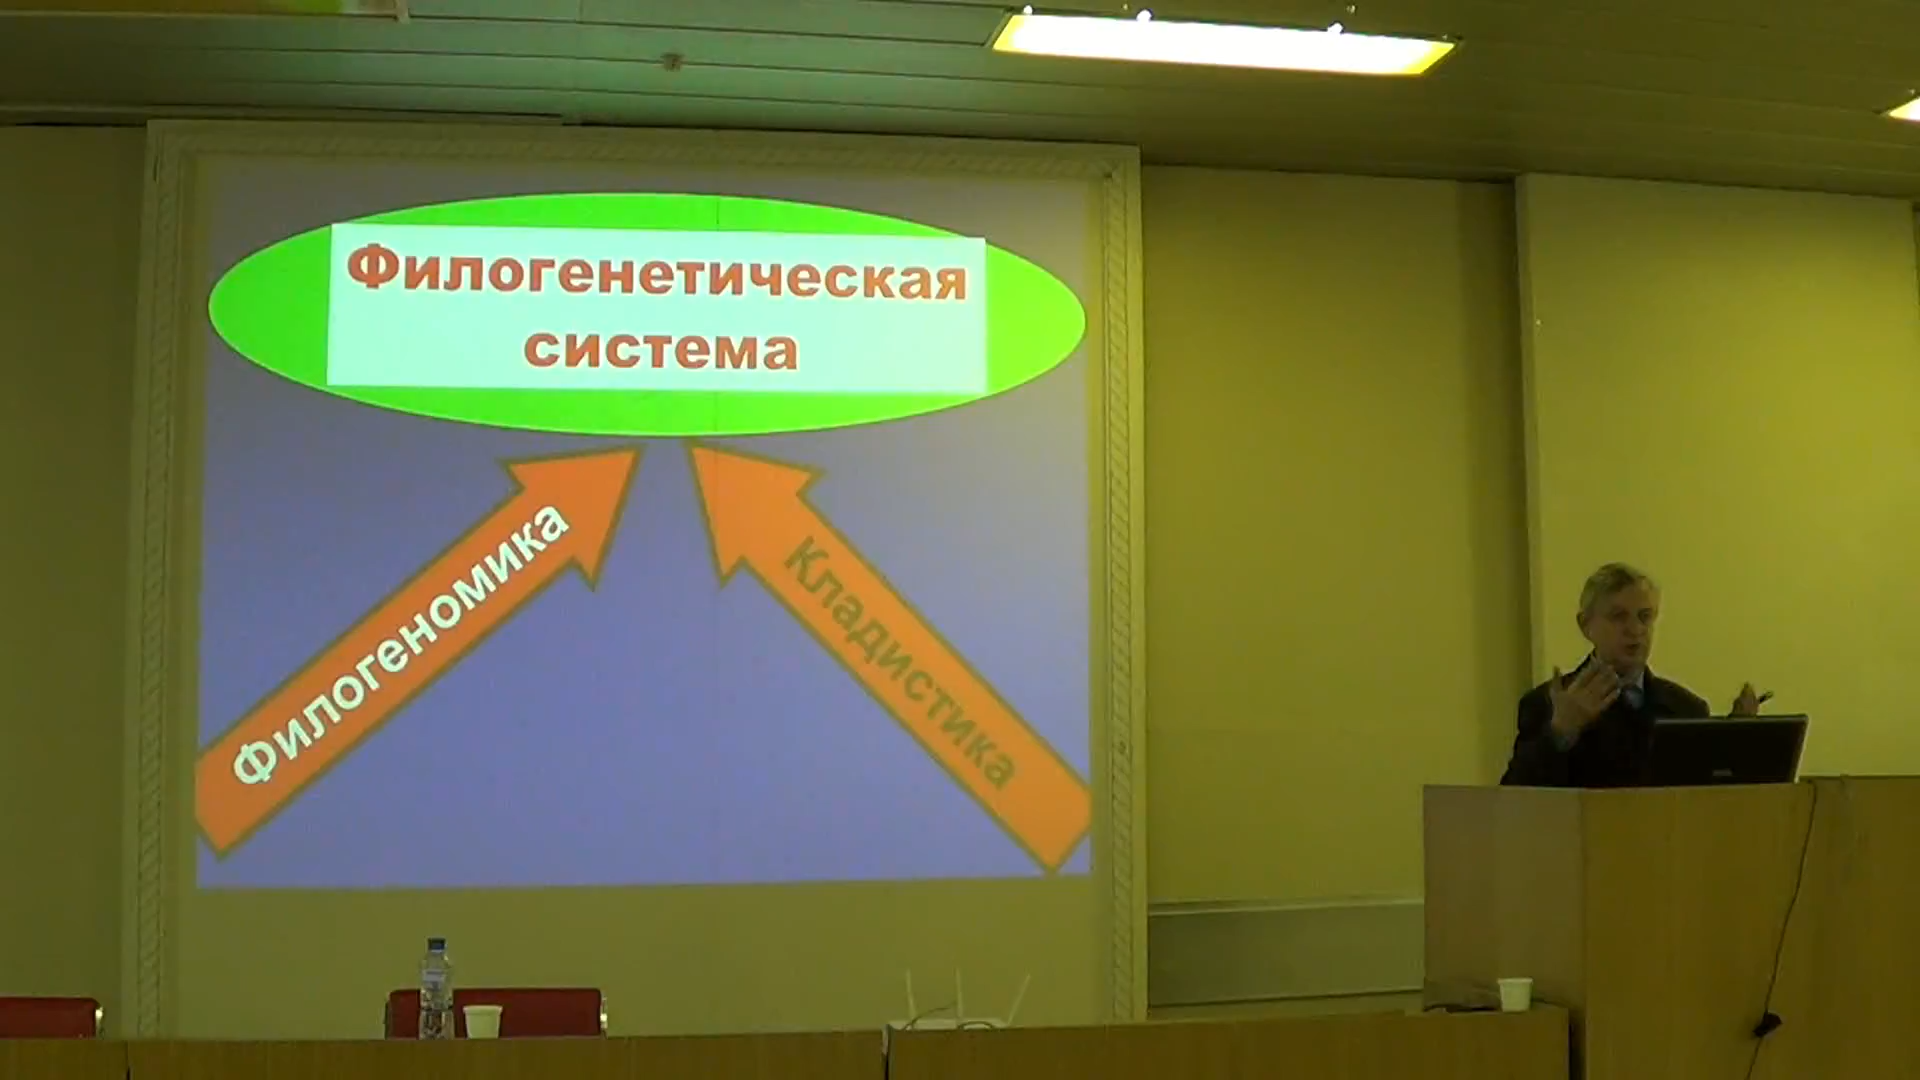 Филогенетическая
система
Филогеномика
Кладистика